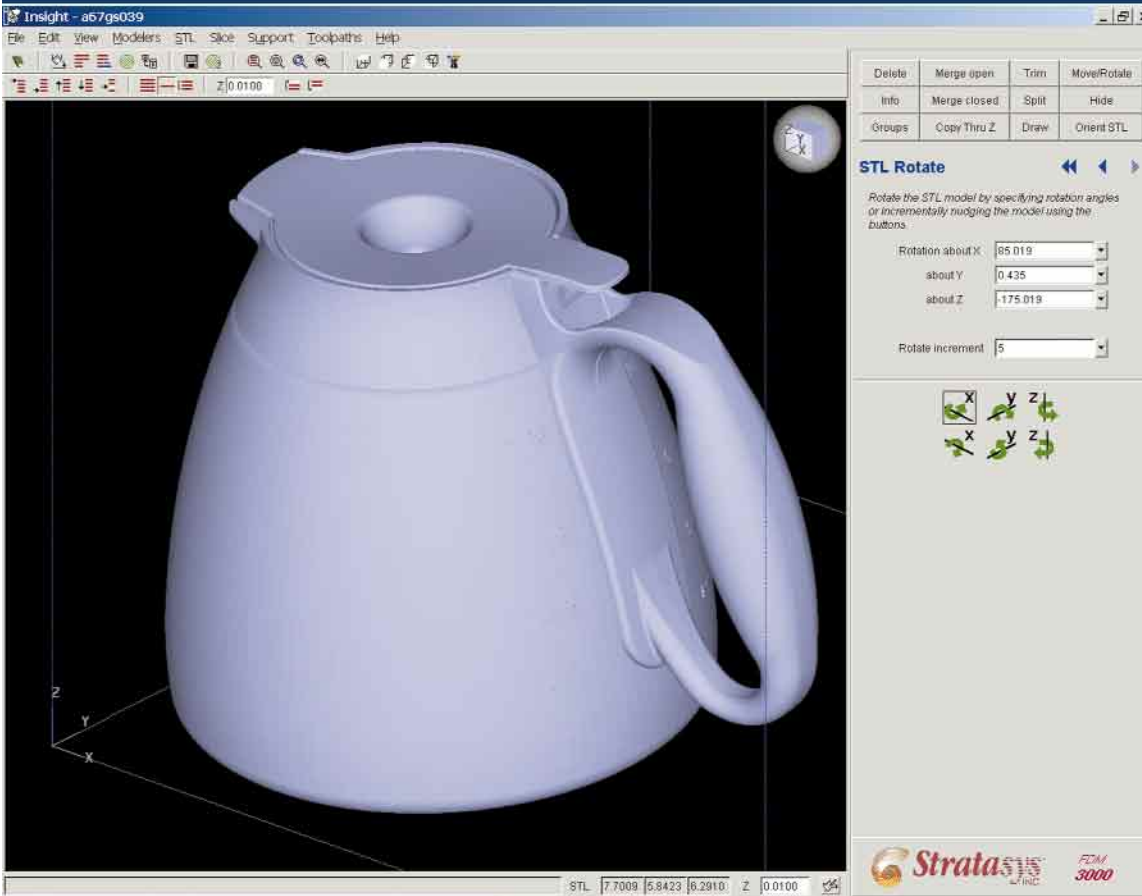 Insight - a67gs039
File Edit View Modelers STL Slice Support Toolpaths Help
Z 0.0100
Delete Merge open Trim Move/Rotate
Info Merge closed Split Hide
Groups Copy Thru Z Draw Orient STL
STL Rotate
Rotate the STL model by specifying rotation angles
or incrementally nudging the model using the
buttons.
Rotation about X 85.019
about Y 0.435
about Z -175.019
Rotate increment 5
X y Z
X y Z
Z
Y
X
Z
Y
X
Stratasys INC
FDM
3000
STL 7.7009 5.8423 6.2910 Z 0.0100